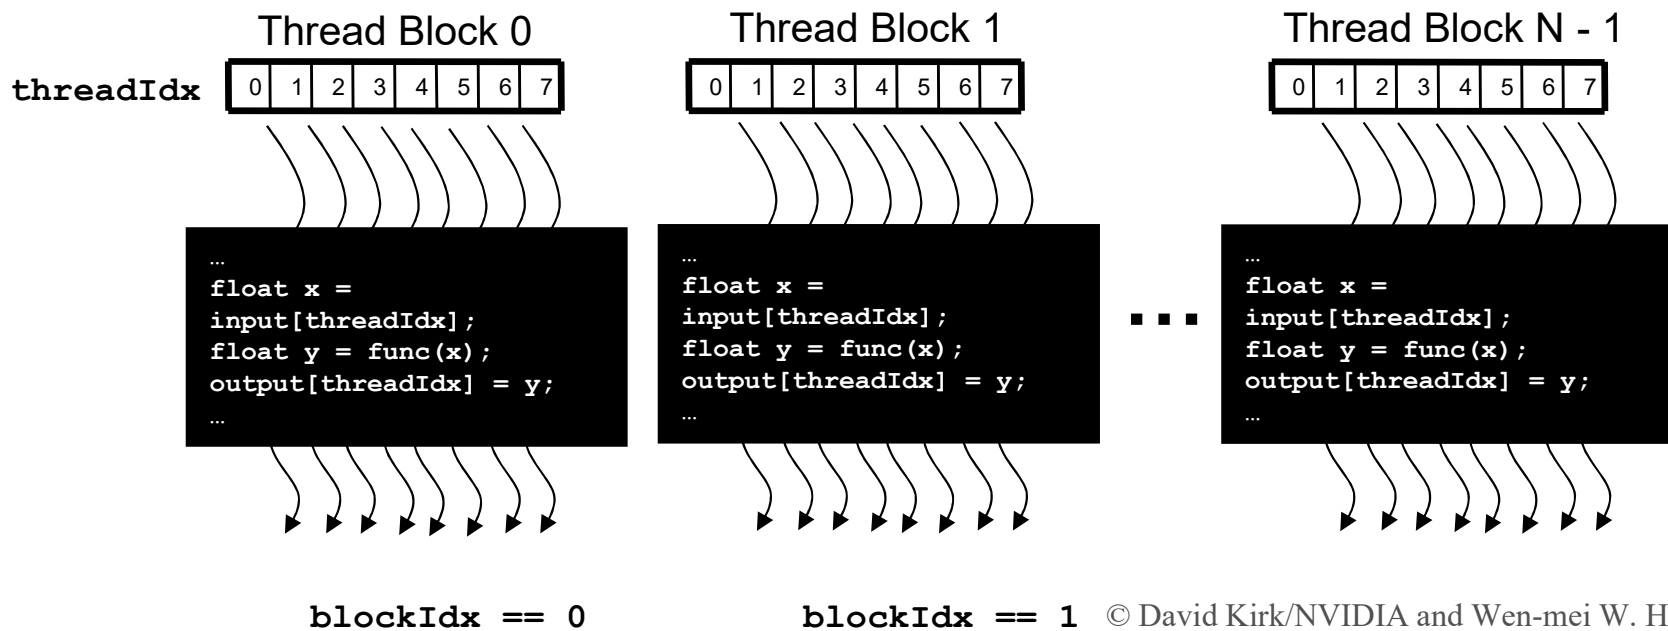 Thread Block 0
Thread Block 1
Thread Block N - 1
threadIdx
0 1 2 3 4 5 6 7
0 1 2 3 4 5 6 7
0 1 2 3 4 5 6 7
…
float x =
input[threadIdx];
float y = func(x);
output[threadIdx] = y;
…
…
float x =
input[threadIdx];
float y = func(x);
output[threadIdx] = y;
…
...
…
float x =
input[threadIdx];
float y = func(x);
output[threadIdx] = y;
…
blockIdx == 0
blockIdx == 1
© David Kirk/NVIDIA and Wen-mei W. H